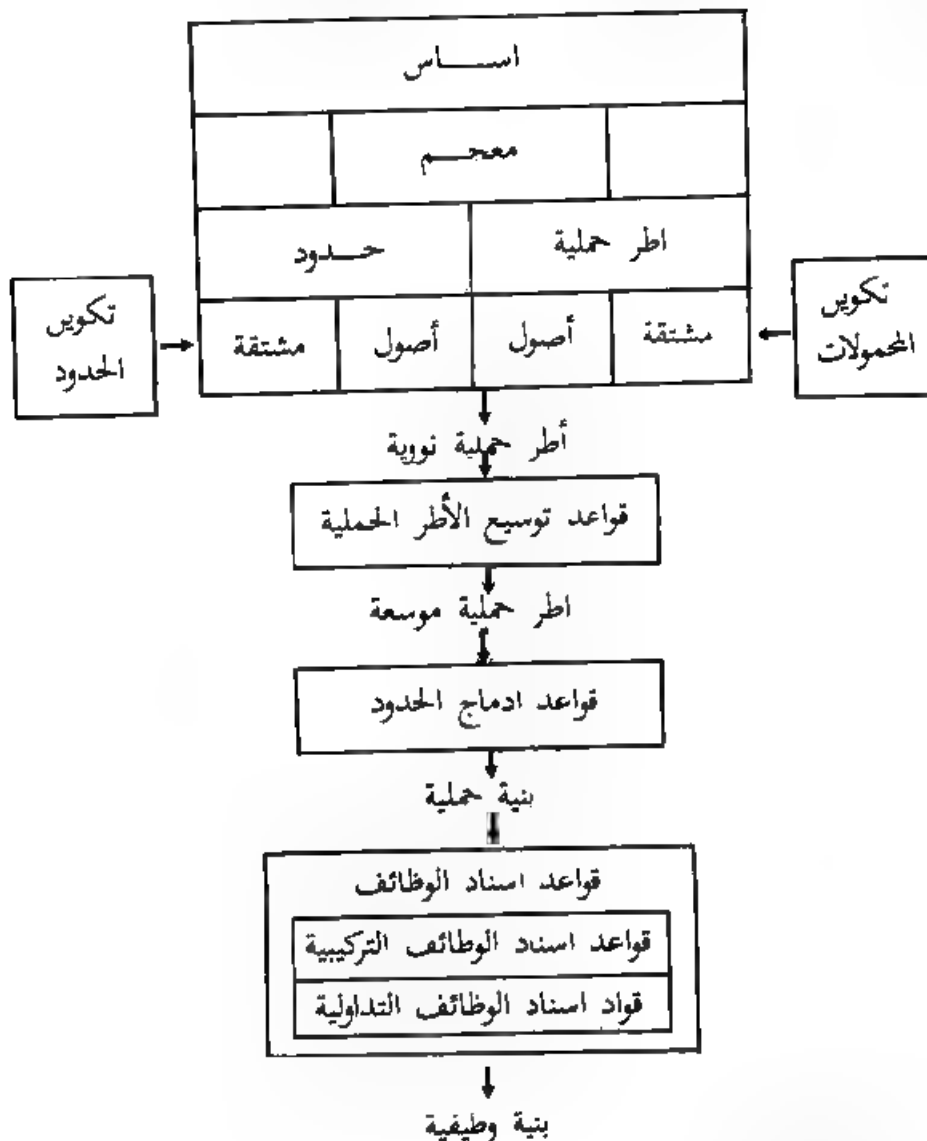 اســـاس
معجـــم
اطر حملية
حـــدود
تكوين
المحمولات
مشتقة
أصول
أصول
مشتقة
تكوين
الحدود
أطر حملية نووية
قواعد توسيع الأطر الحملية
اطر حملية موسعة
قواعد ادماج الحدود
بنية حملية
قواعد اسناد الوظائف
قواعد اسناد الوظائف التركيبية
قواد اسناد الوظائف التداولية
بنية وظيفية